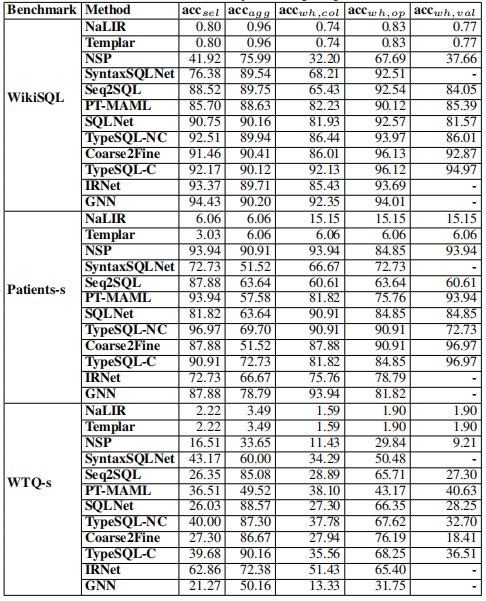 Benchmark Method acc_sel acc_agg acc_wh,col acc_wh,op acc_wh,val
WikiSQL
NaLIR 0.80 0.96 0.74 0.83 0.77
Templar 0.80 0.96 0.74 0.83 0.77
NSP 41.92 75.99 32.20 67.69 37.66
SyntaxSQLNet 76.38 89.54 68.21 92.51 -
Seq2SQL 88.52 89.75 65.43 92.54 84.05
PT-MAML 85.70 88.63 82.23 90.12 85.39
SQLNet 90.75 90.16 81.93 92.57 81.57
TypeSQL-NC 92.51 89.94 86.44 93.97 86.01
Coarse2Fine 91.46 90.41 86.01 96.13 92.87
TypeSQL-C 92.17 90.12 92.13 96.12 94.97
IRNet 93.37 89.71 85.43 93.69 -
GNN 94.43 90.20 92.35 94.01 -
Patients-s
NaLIR 6.06 6.06 15.15 15.15 15.15
Templar 3.03 6.06 6.06 6.06 6.06
NSP 93.94 90.91 93.94 84.85 93.94
SyntaxSQLNet 72.73 51.52 66.67 72.73 -
Seq2SQL 87.88 63.64 60.61 63.64 60.61
PT-MAML 93.94 57.58 81.82 75.76 93.94
SQLNet 81.82 63.64 90.91 84.85 84.85
TypeSQL-NC 96.97 69.70 90.91 90.91 72.73
Coarse2Fine 87.88 51.52 87.88 90.91 96.97
TypeSQL-C 90.91 72.73 81.82 84.85 96.97
IRNet 72.73 66.67 75.76 78.79 -
GNN 87.88 78.79 93.94 81.82 -
WTQ-s
NaLIR 2.22 3.49 1.59 1.90 1.90
Templar 2.22 3.49 1.59 1.90 1.90
NSP 16.51 33.65 11.43 29.84 9.21
SyntaxSQLNet 43.17 60.00 34.29 50.48 -
Seq2SQL 26.35 85.08 28.89 65.71 27.30
PT-MAML 36.51 49.52 38.10 43.17 40.63
SQLNet 26.03 88.57 27.30 66.35 28.25
TypeSQL-NC 40.00 87.30 37.78 67.62 32.70
Coarse2Fine 27.30 86.67 27.94 76.19 18.41
TypeSQL-C 39.68 90.16 35.56 68.25 36.51
IRNet 62.86 72.38 51.43 65.40 -
GNN 21.27 50.16 13.33 31.75 -